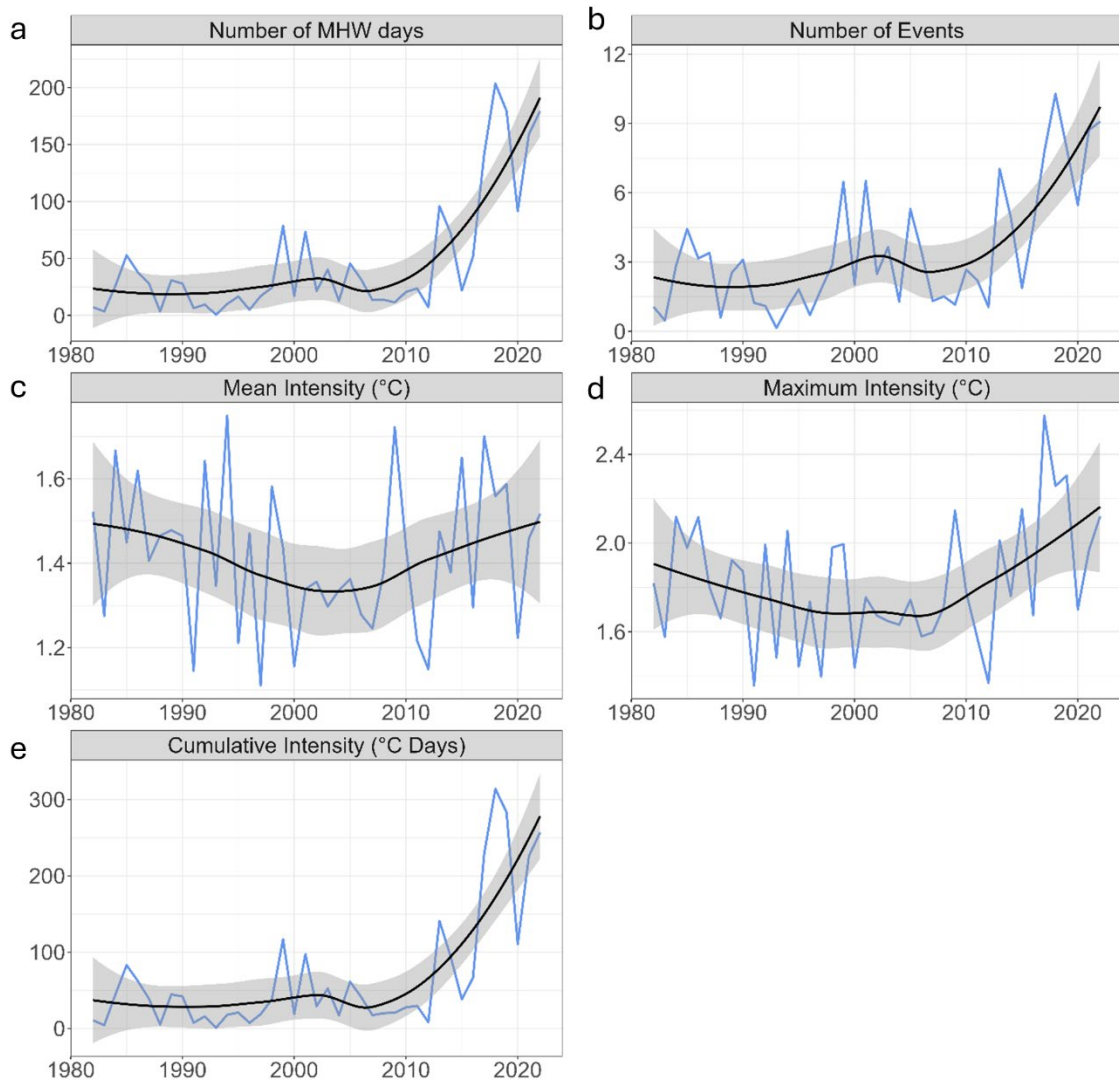 a
Number of MHW days
200
150
100
50
0
1980 1990 2000 2010 2020
b
Number of Events
12
9
6
3
0
1980 1990 2000 2010 2020
c
Mean Intensity (°C)
1.6
1.4
1.2
1980 1990 2000 2010 2020
d
Maximum Intensity (°C)
2.4
2.0
1.6
1980 1990 2000 2010 2020
e
Cumulative Intensity (°C Days)
300
200
100
0
1980 1990 2000 2010 2020